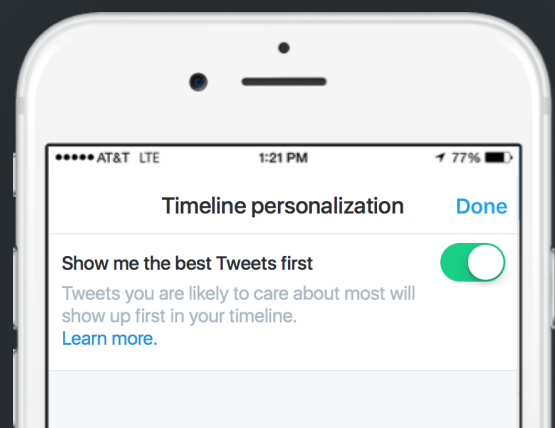 ●●●●● AT&T LTE 1:21 PM 77%
Timeline personalization Done
Show me the best Tweets first
Tweets you are likely to care about most will
show up first in your timeline.
Learn more.